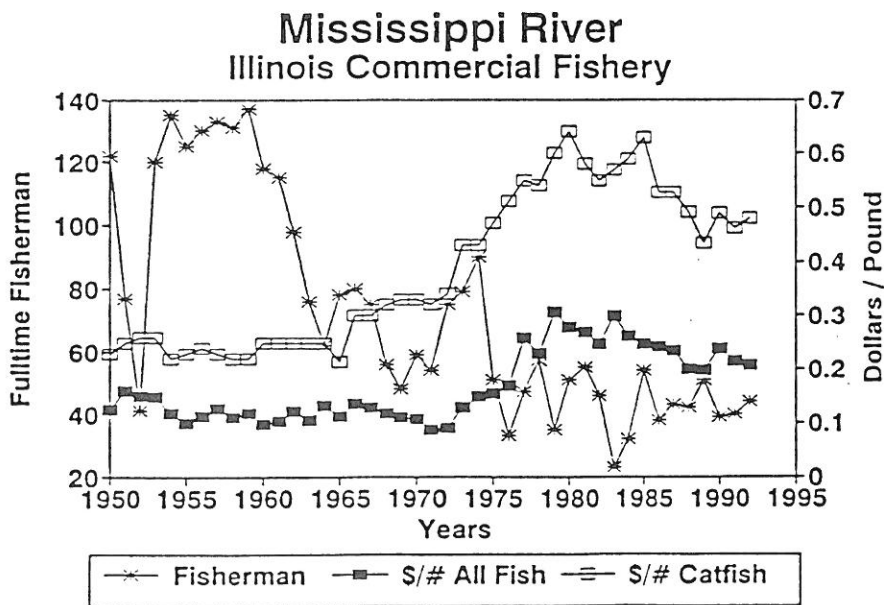 Mississippi River
Illinois Commercial Fishery
Fulltime Fisherman
140
120
100
80
60
40
20
0.7
0.6
0.5
0.4
0.3
0.2
0.1
0
Dollars / Pound
1950 1955 1960 1965 1970 1975 1980 1985 1990 1995
Years
Fisherman $/# All Fish $/# Catfish